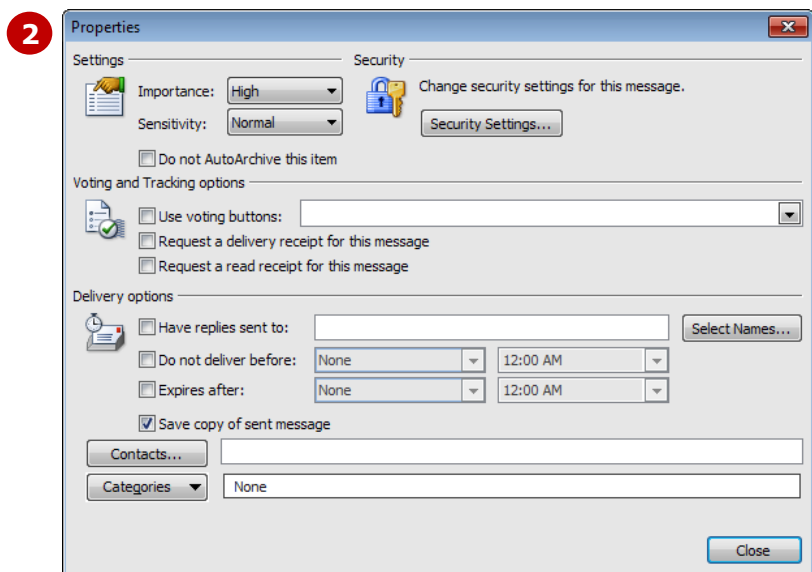 2
Properties
Settings
Security
Importance: High
Change security settings for this message.
Sensitivity: Normal
Security Settings...
Do not AutoArchive this item
Voting and Tracking options
Use voting buttons:
Request a delivery receipt for this message
Request a read receipt for this message
Delivery options
Have replies sent to:
Select Names...
Do not deliver before: None 12:00 AM
Expires after: None 12:00 AM
Save copy of sent message
Contacts...
Categories None
Close